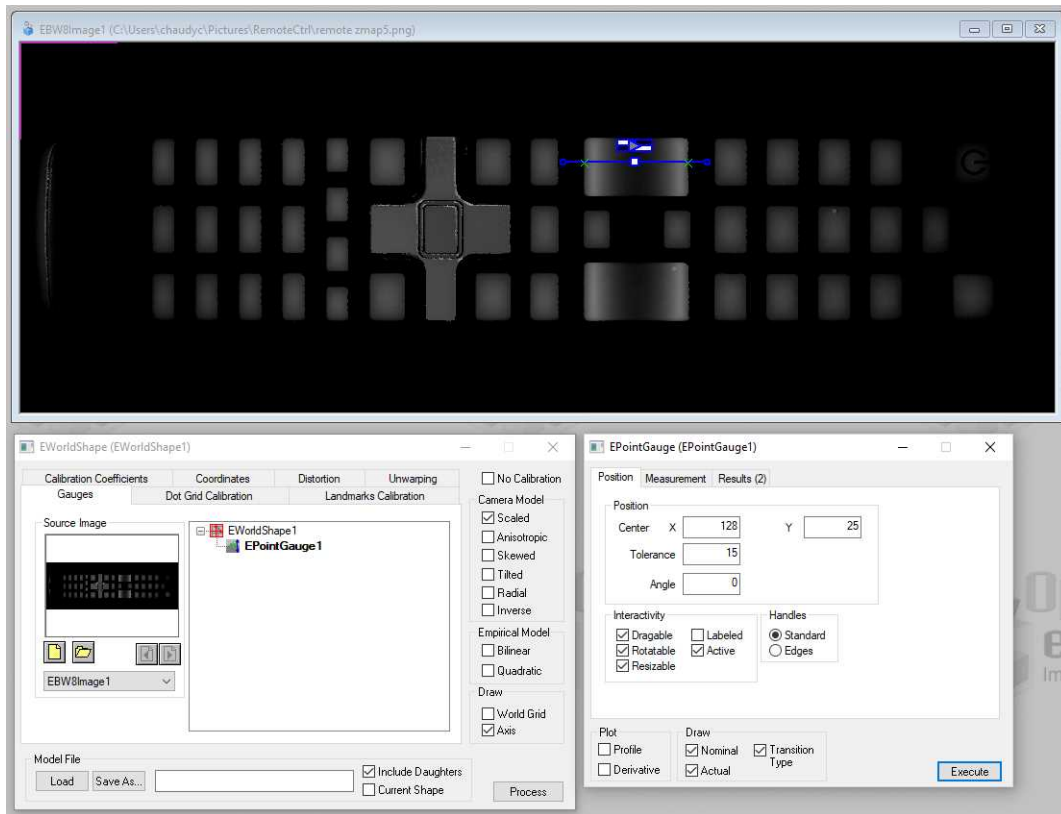 EBW8Image1 (C:\Users\chaudyc\Pictures\RemoteCtrl\remote zmap5.png)
EWorldShape (EWorldShape1)
Calibration Coefficients Coordinates Distortion Unwarping
Gauges Dot Grid Calibration Landmarks Calibration
Source Image
EBW8Image1
EWorldShape1
EPointGauge1
No Calibration
Camera Model
Scaled
Anisotropic
Skewed
Tilted
Radial
Inverse
Empirical Model
Bilinear
Quadratic
Draw
World Grid
Axis
Model File
Load Save As...
Include Daughters
Current Shape
Process
EPointGauge (EPointGauge1)
Position Measurement Results (2)
Position
Center X 128 Y 25
Tolerance 15
Angle 0
Interactivity
Dragable Labeled
Rotatable Active
Resizable
Handles
Standard
Edges
Plot
Profile
Derivative
Draw
Nominal Transition Type
Actual
Execute